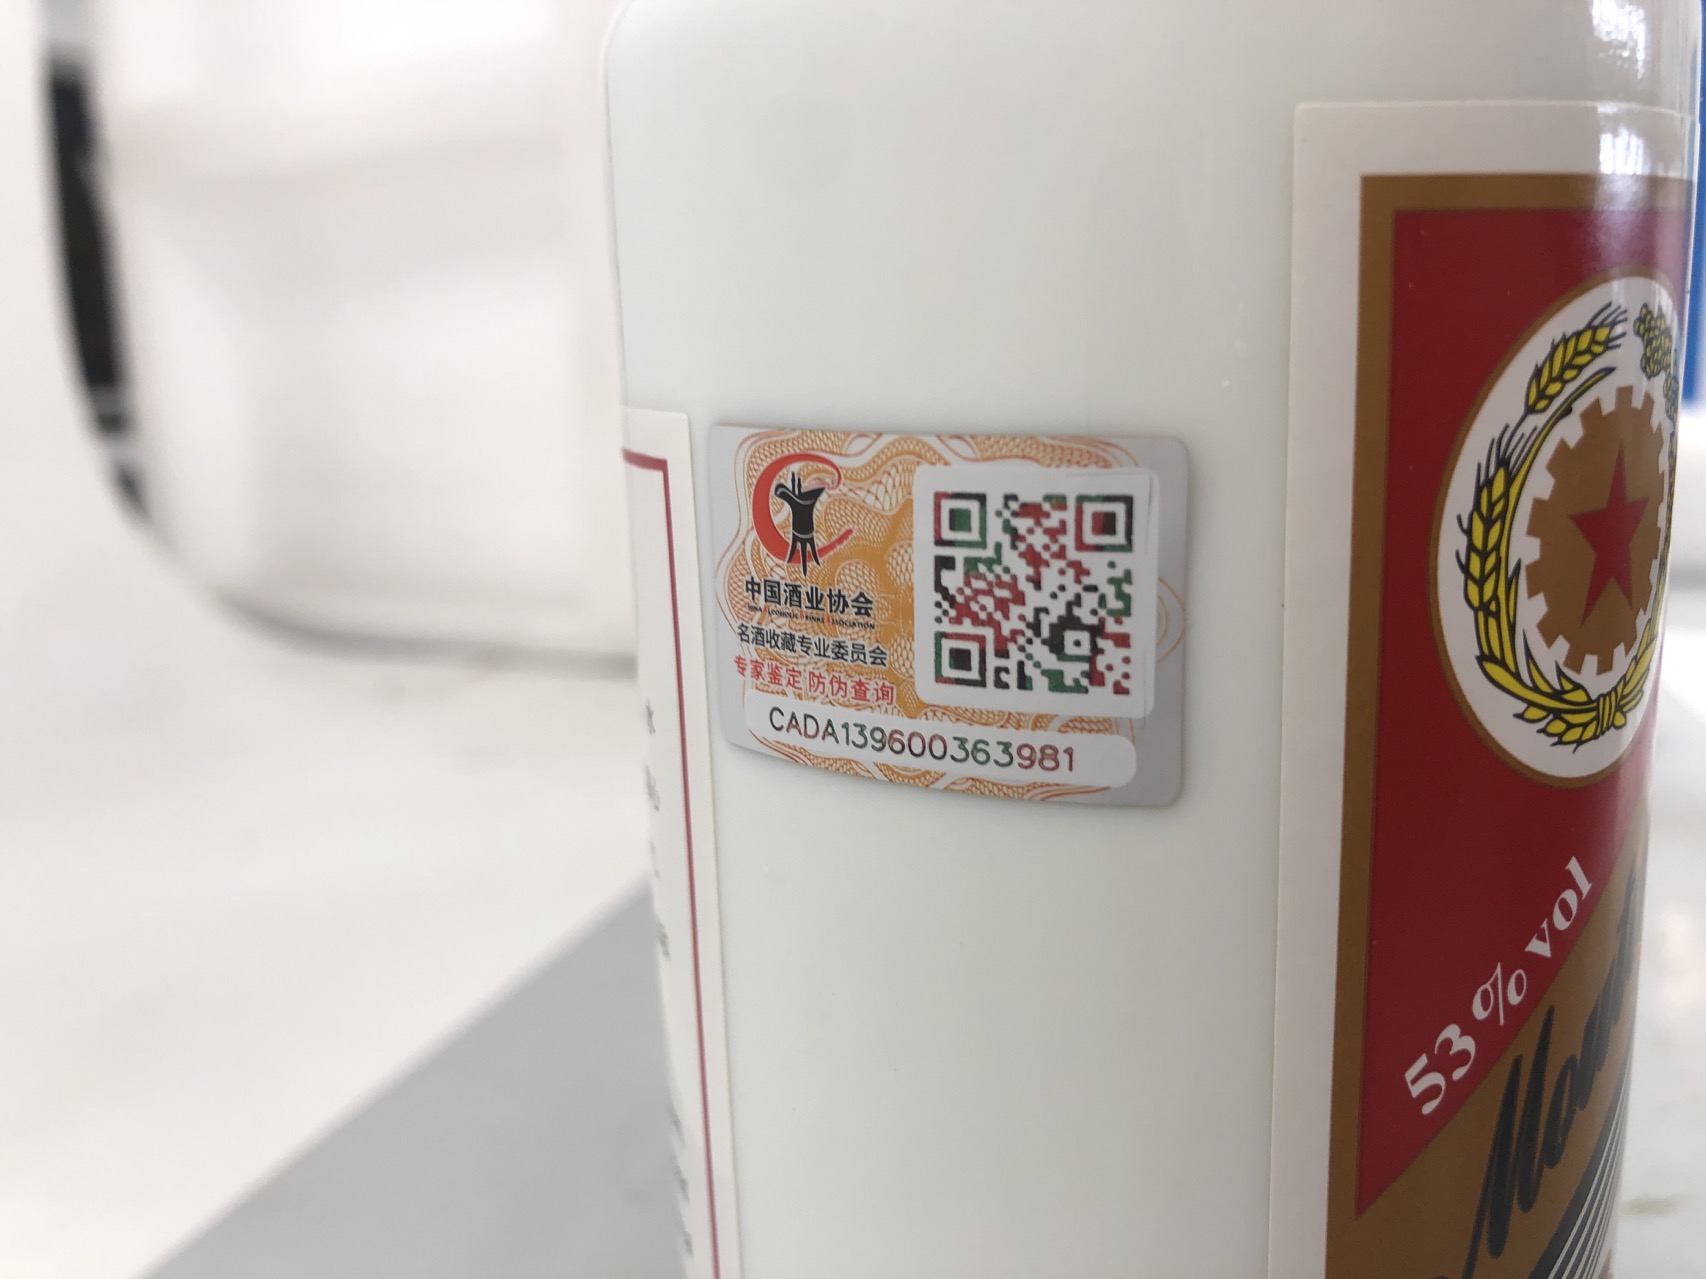 中国酒业协会
名酒收藏专业委员会
专家鉴定 防伪查询
CADA139600363981
53% vol